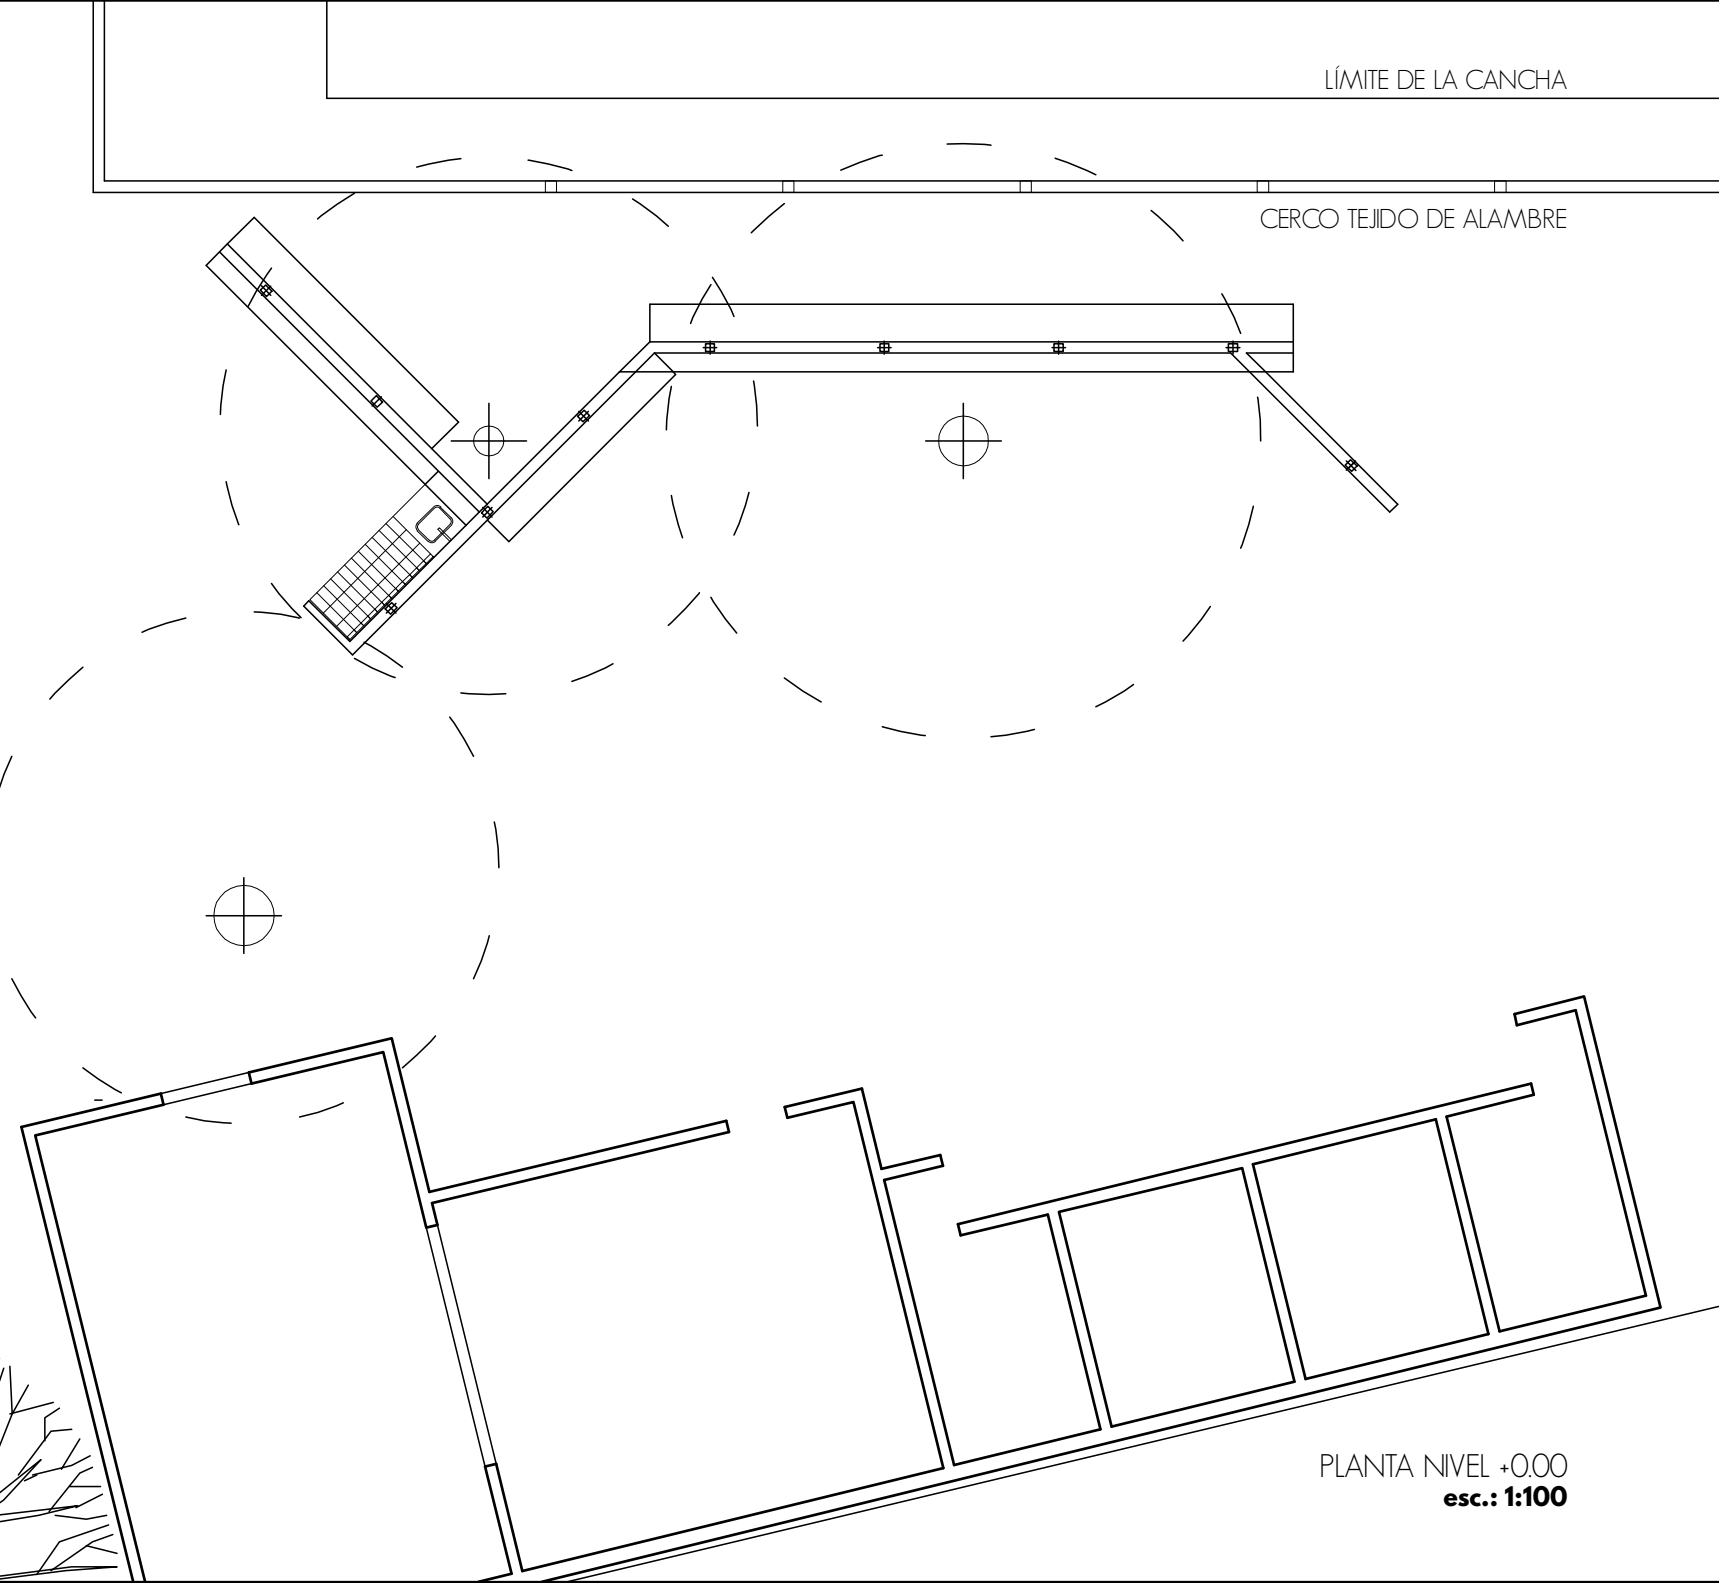 LÍMITE DE LA CANCHA
CERCO TEJIDO DE ALAMBRE
PLANTA NIVEL +0.00
esc.: 1:100